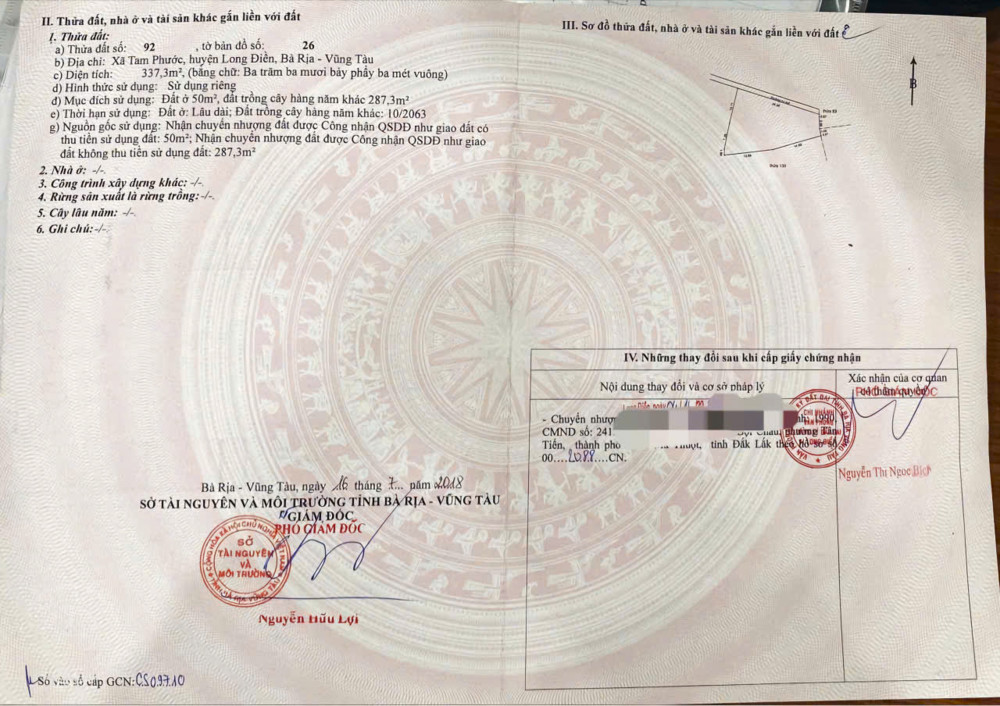 II. Thửa đất, nhà ở và tài sản khác gắn liền với đất
1. Thửa đất:
a) Thửa đất số: 92 , tờ bản đồ số: 26
b) Địa chỉ: Xã Tam Phước, huyện Long Điền, Bà Rịa - Vũng Tàu
c) Diện tích: 337,3m², (bằng chữ: Ba trăm ba mươi bảy phẩy ba mét vuông)
d) Hình thức sử dụng: Sử dụng riêng
đ) Mục đích sử dụng: Đất ở 50m², đất trồng cây hàng năm khác 287,3m²
e) Thời hạn sử dụng: Đất ở: Lâu dài; Đất trồng cây hàng năm khác: 10/2063
g) Nguồn gốc sử dụng: Nhận chuyển nhượng đất được Công nhận QSDĐ như giao đất có
thu tiền sử dụng đất: 50m²; Nhận chuyển nhượng đất được Công nhận QSDĐ như giao
đất không thu tiền sử dụng đất: 287,3m²
2. Nhà ở: -/-
3. Công trình xây dựng khác: -/-
4. Rừng sản xuất là rừng trồng:-/-
5. Cây lâu năm: -/-
6. Ghi chú:-/-
Bà Rịa - Vũng Tàu, ngày 16 tháng 7 năm 2018
SỞ TÀI NGUYÊN VÀ MÔI TRƯỜNG TỈNH BÀ RỊA - VŨNG TÀU
GIÁM ĐỐC
PHÓ GIÁM ĐỐC
SỞ
TÀI NGUYÊN
VÀ
MÔI TRƯỜNG
Nguyễn Hữu Lợi
Số vào sổ cấp GCN:CS09710
III. Sơ đồ thửa đất, nhà ở và tài sản khác gắn liền với đất
B
IV. Những thay đổi sau khi cấp giấy chứng nhận
Nội dung thay đổi và cơ sở pháp lý
Xác nhận của cơ quan
có thẩm quyền
- Chuyển nhượ 1990,
CMND số: 241
Tiến, thành phố tỉnh Đắk Lắk theo hồ sơ số
00....2088....CN.
Nguyễn Thị Ngọc Bích